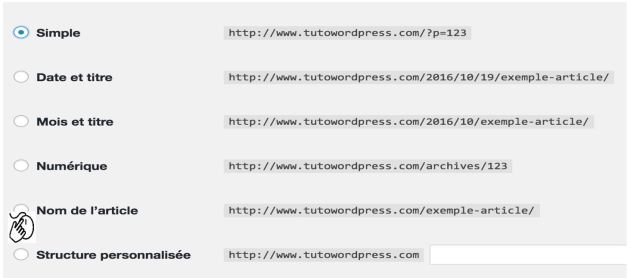 Simple http://www.tutowordpress.com/?p=123
Date et titre http://www.tutowordpress.com/2016/10/19/exemple-article/
Mois et titre http://www.tutowordpress.com/2016/10/exemple-article/
Numérique http://www.tutowordpress.com/archives/123
Nom de l’article http://www.tutowordpress.com/exemple-article/
Structure personnalisée http://www.tutowordpress.com